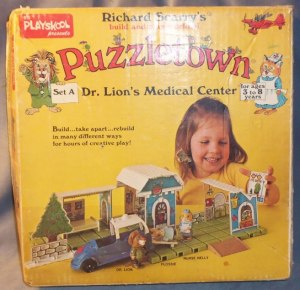 PLAYSKOOL
presents
Richard Scarry's
build and
Puzzletown
Set A
Dr. Lion's Medical Center
for ages
3 to 8
years
Build...take apart...rebuild
in many different ways
for hours of creative play!
DR. LION
NURSE NELLY